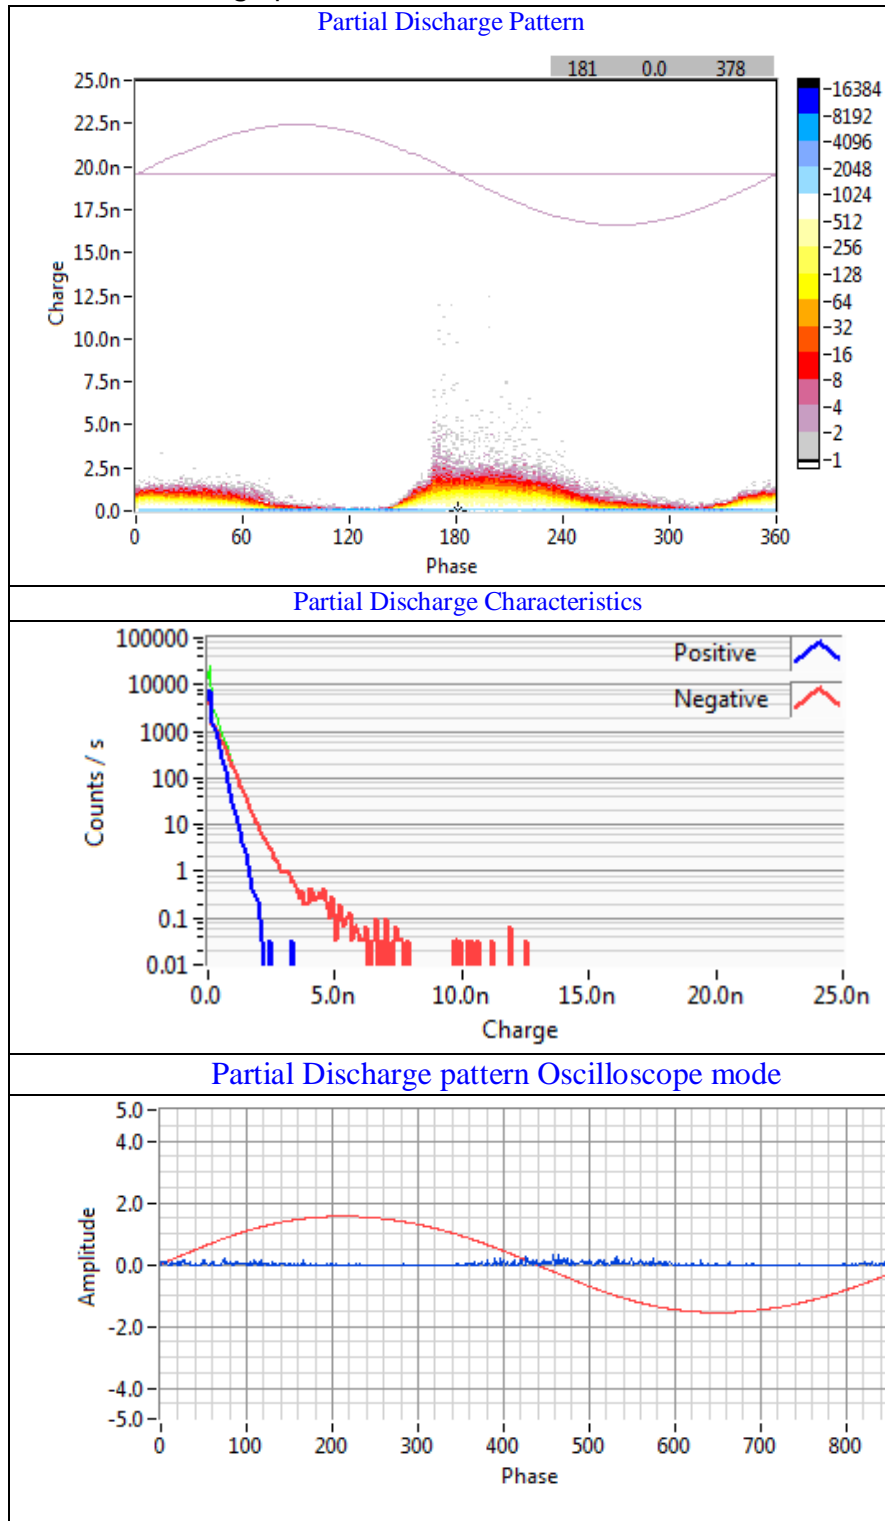 Partial Discharge Pattern
181 0.0 378
25.0n
22.5n
20.0n
17.5n
15.0n
12.5n
10.0n
7.5n
5.0n
2.5n
0.0
Charge
0 60 120 180 240 300 360
Phase
-16384
-8192
-4096
-2048
-1024
-512
-256
-128
-64
-32
-16
-8
-4
-2
-1
Partial Discharge Characteristics
100000
10000
1000
100
10
1
0.1
0.01
Counts / s
Positive
Negative
0.0 5.0n 10.0n 15.0n 20.0n 25.0n
Charge
Partial Discharge pattern Oscilloscope mode
5.0
4.0
2.0
0.0
-2.0
-4.0
-5.0
Amplitude
0 100 200 300 400 500 600 700 800
Phase